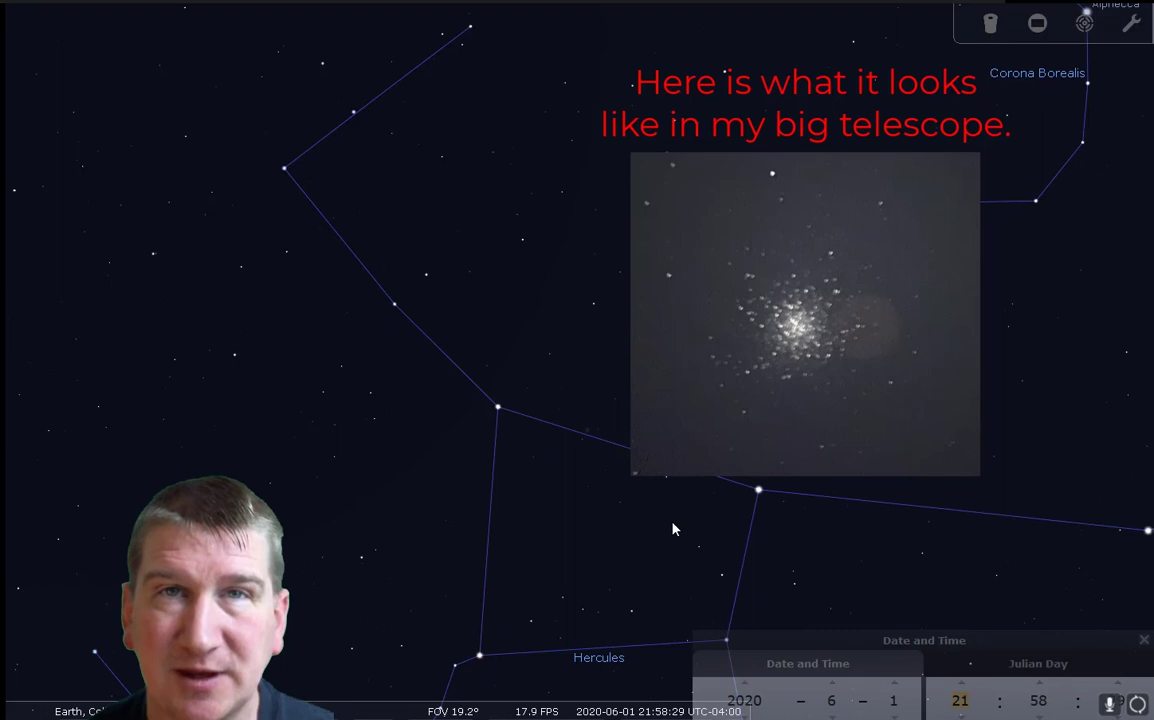 Alphecca
Corona Borealis
Here is what it looks
like in my big telescope.
Hercules
Date and Time
Date and Time
Julian Day
2020 – 6 – 1
21 : 58 :
FOV 19.2°
17.9 FPS
2020-06-01 21:58:29 UTC-04:00